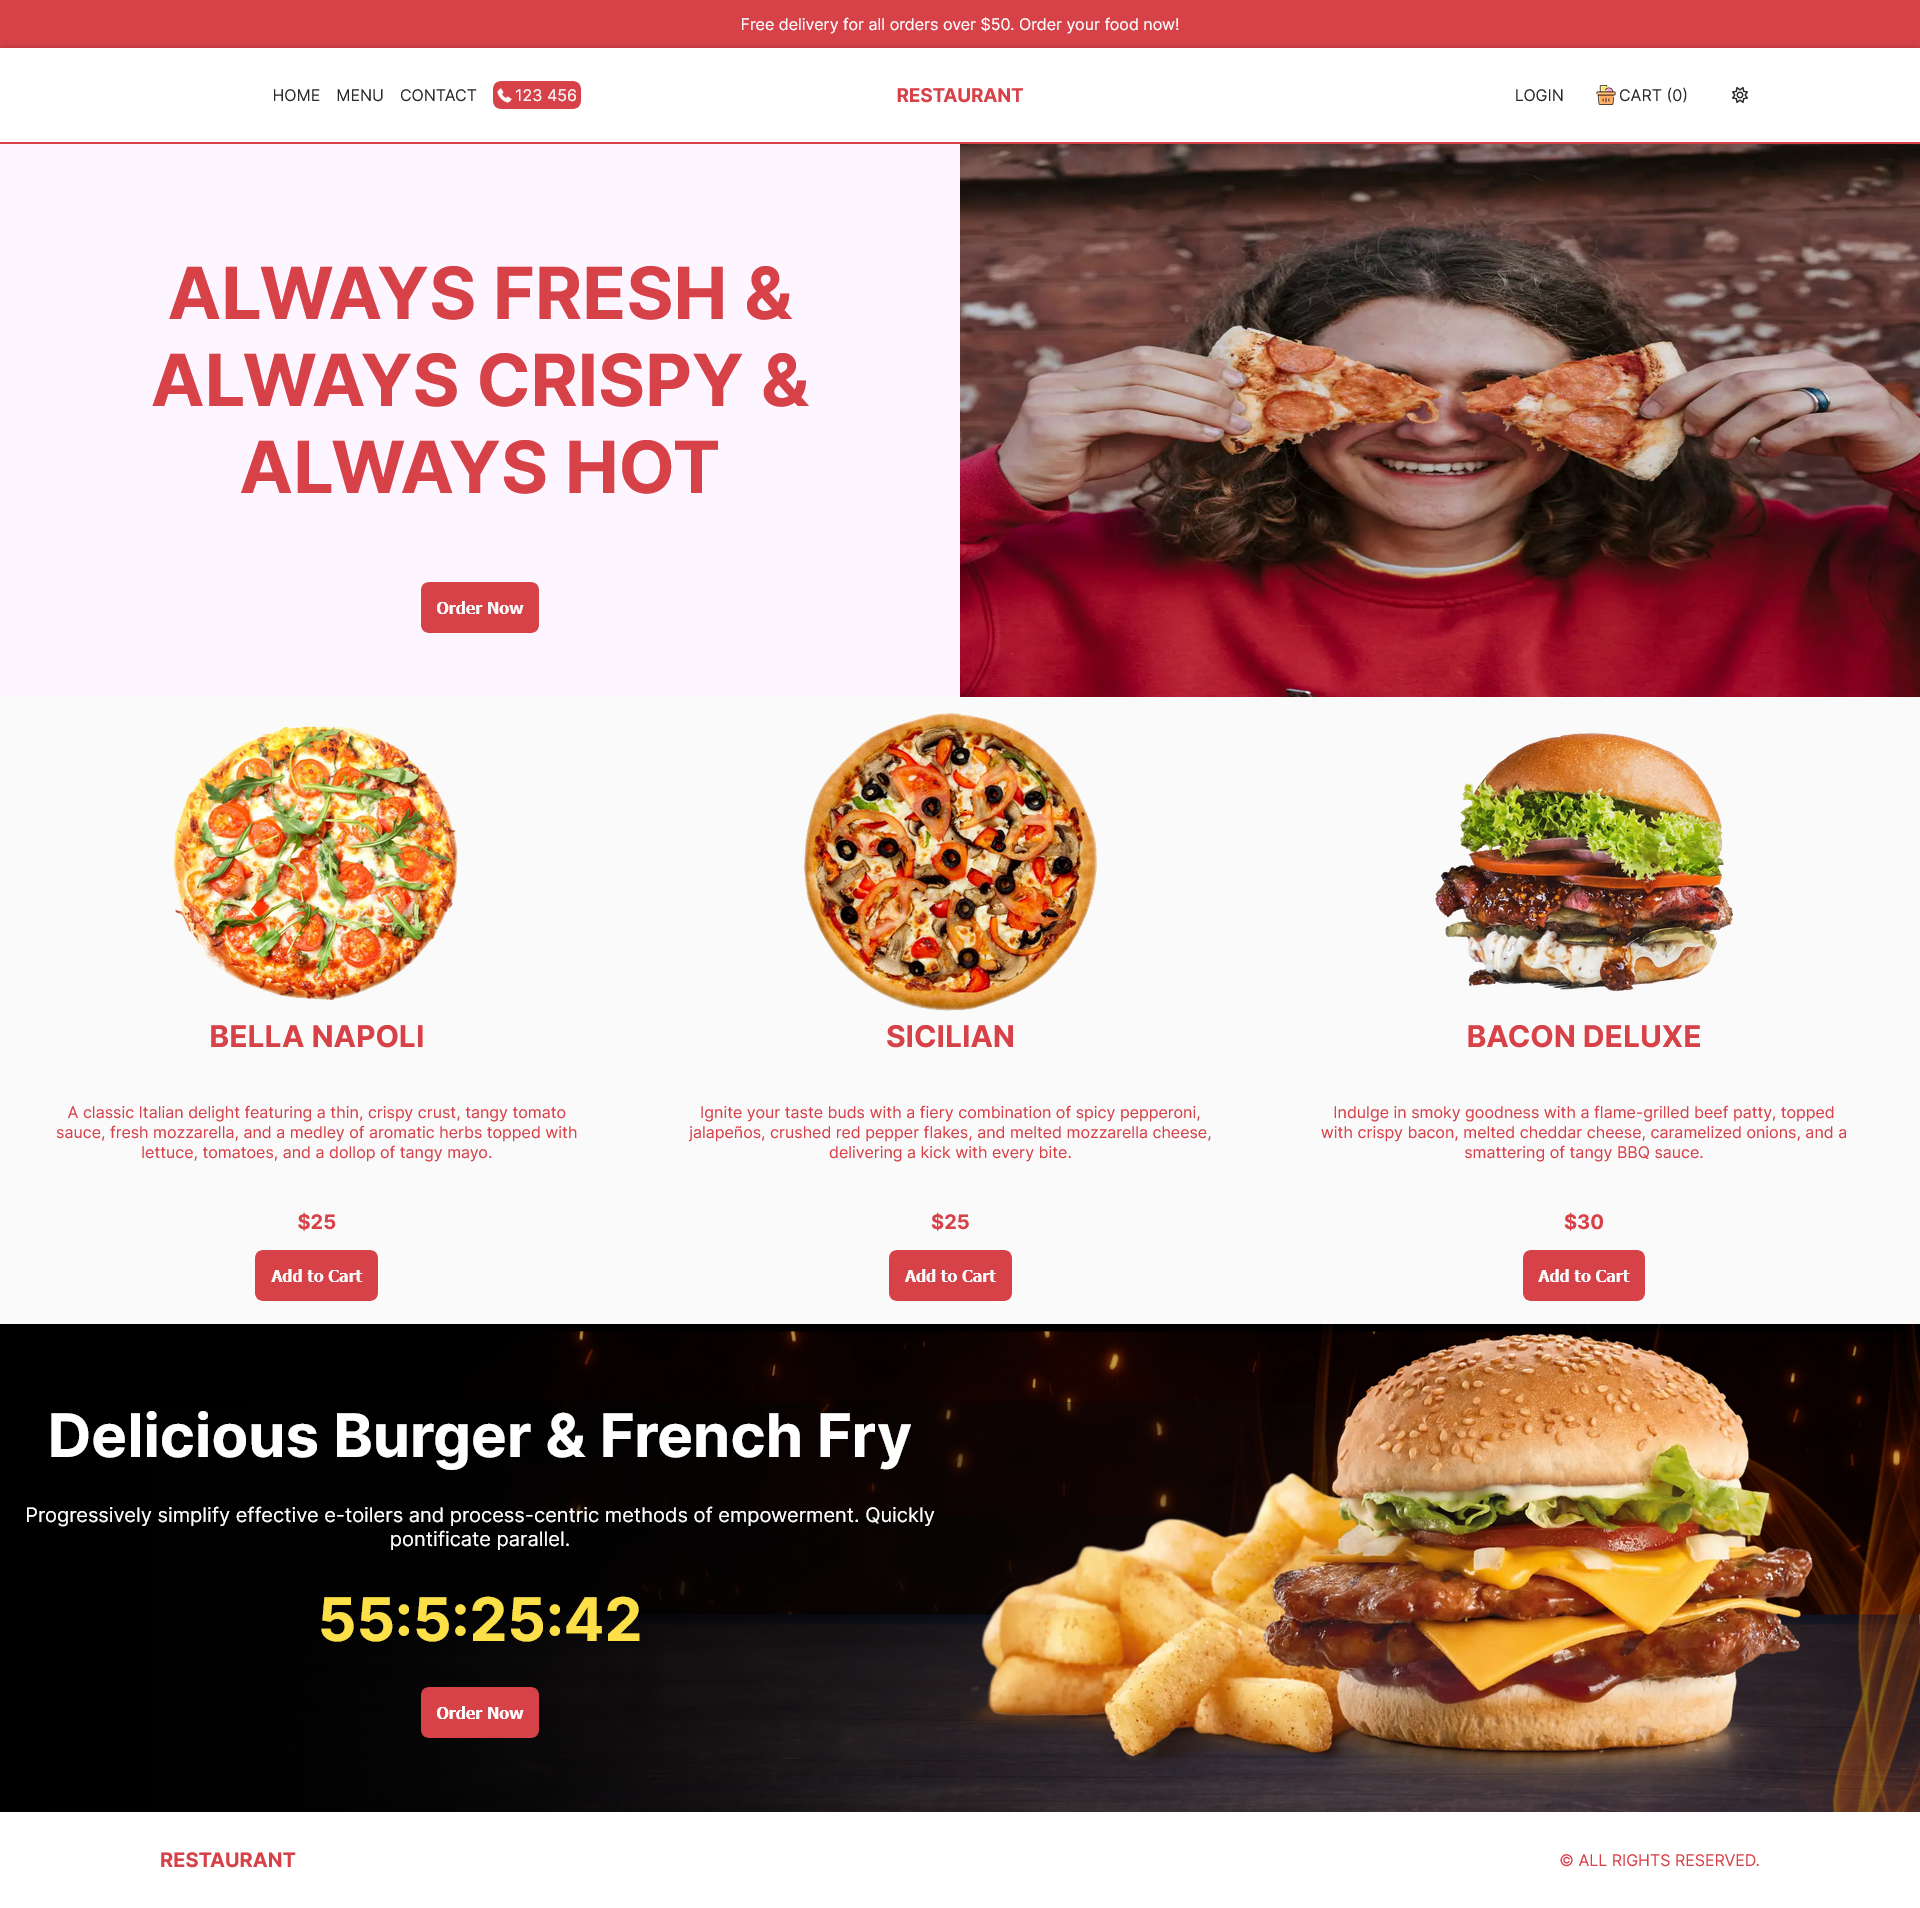 Free delivery for all orders over $50. Order your food now!
HOME MENU CONTACT 123 456
RESTAURANT
LOGIN CART (0)
ALWAYS FRESH &
ALWAYS CRISPY &
ALWAYS HOT
Order Now
BELLA NAPOLI
A classic Italian delight featuring a thin, crispy crust, tangy tomato
sauce, fresh mozzarella, and a medley of aromatic herbs topped with
lettuce, tomatoes, and a dollop of tangy mayo.
$25
Add to Cart
SICILIAN
Ignite your taste buds with a fiery combination of spicy pepperoni,
jalapeños, crushed red pepper flakes, and melted mozzarella cheese,
delivering a kick with every bite.
$25
Add to Cart
BACON DELUXE
Indulge in smoky goodness with a flame-grilled beef patty, topped
with crispy bacon, melted cheddar cheese, caramelized onions, and a
smattering of tangy BBQ sauce.
$30
Add to Cart
Delicious Burger & French Fry
Progressively simplify effective e-toilers and process-centric methods of empowerment. Quickly
pontificate parallel.
55:5:25:42
Order Now
RESTAURANT
© ALL RIGHTS RESERVED.